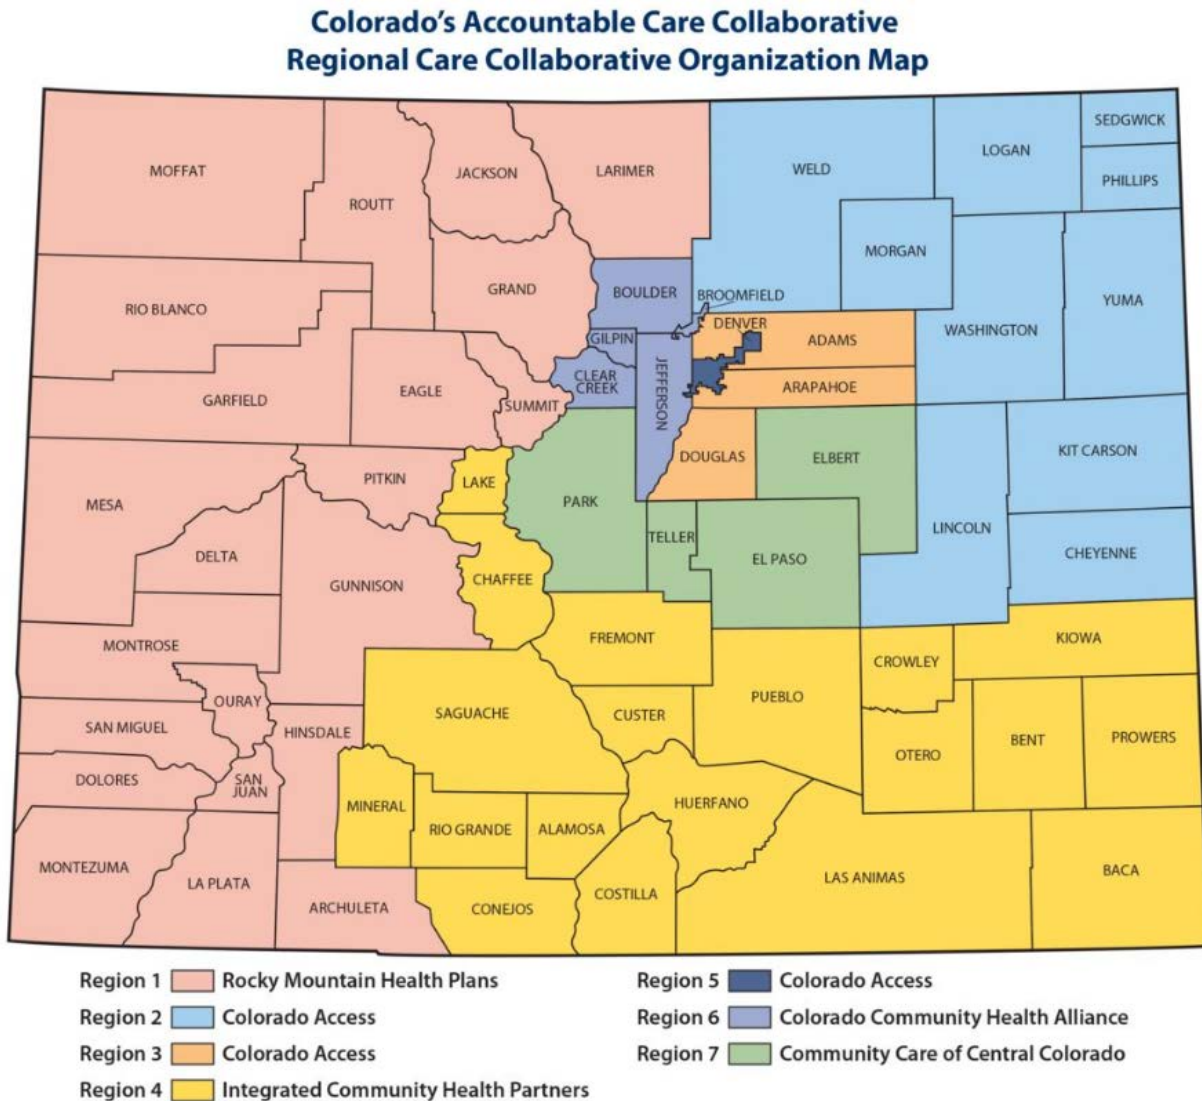 Colorado's Accountable Care Collaborative
Regional Care Collaborative Organization Map
MOFFAT
ROUTT
JACKSON
LARIMER
WELD
LOGAN
SEDGWICK
PHILLIPS
MORGAN
RIO BLANCO
GRAND
BOULDER
BROOMFIELD
WASHINGTON
YUMA
GILPIN
DENVER
ADAMS
GARFIELD
EAGLE
SUMMIT
CLEAR
CREEK
JEFFERSON
ARAPAHOE
MESA
PITKIN
LAKE
PARK
DOUGLAS
ELBERT
KIT CARSON
DELTA
GUNNISON
CHAFFEE
TELLER
EL PASO
LINCOLN
CHEYENNE
MONTROSE
FREMONT
CROWLEY
KIOWA
OURAY
SAN MIGUEL
HINSDALE
SAGUACHE
CUSTER
PUEBLO
OTERO
BENT
PROWERS
DOLORES
SAN
JUAN
MINERAL
RIO GRANDE
ALAMOSA
HUERFANO
MONTEZUMA
LA PLATA
ARCHULETA
CONEJOS
COSTILLA
LAS ANIMAS
BACA
Region 1 Rocky Mountain Health Plans
Region 2 Colorado Access
Region 3 Colorado Access
Region 4 Integrated Community Health Partners
Region 5 Colorado Access
Region 6 Colorado Community Health Alliance
Region 7 Community Care of Central Colorado